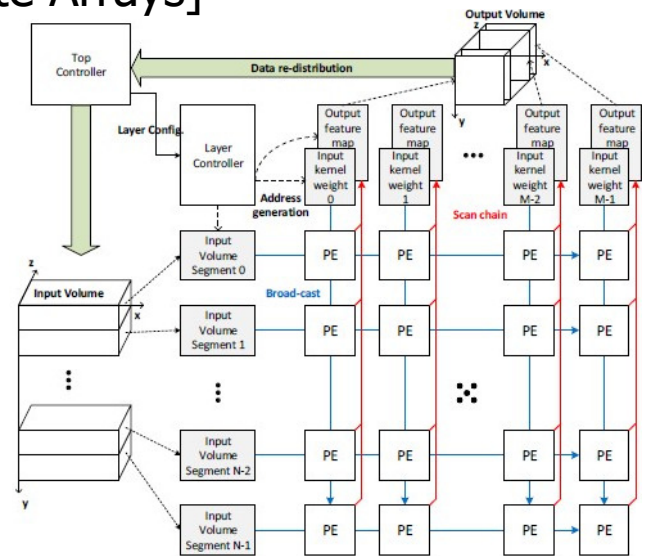 te Arrays]
Output Volume
z
x
y
Top
Controller
Data re-distribution
Layer Config.
Layer
Controller
Address
generation
Output
feature
map
Input
kernel
weight
0
Output
feature
map
Input
kernel
weight
1
•••
Output
feature
map
Input
kernel
weight
M-2
Output
feature
map
Input
kernel
weight
M-1
Scan chain
z
Input Volume
x
y
Input
Volume
Segment 0
PE PE PE PE
Broad-cast
Input
Volume
Segment 1
PE PE PE PE
Input
Volume
Segment N-2
PE PE PE PE
Input
Volume
Segment N-1
PE PE PE PE